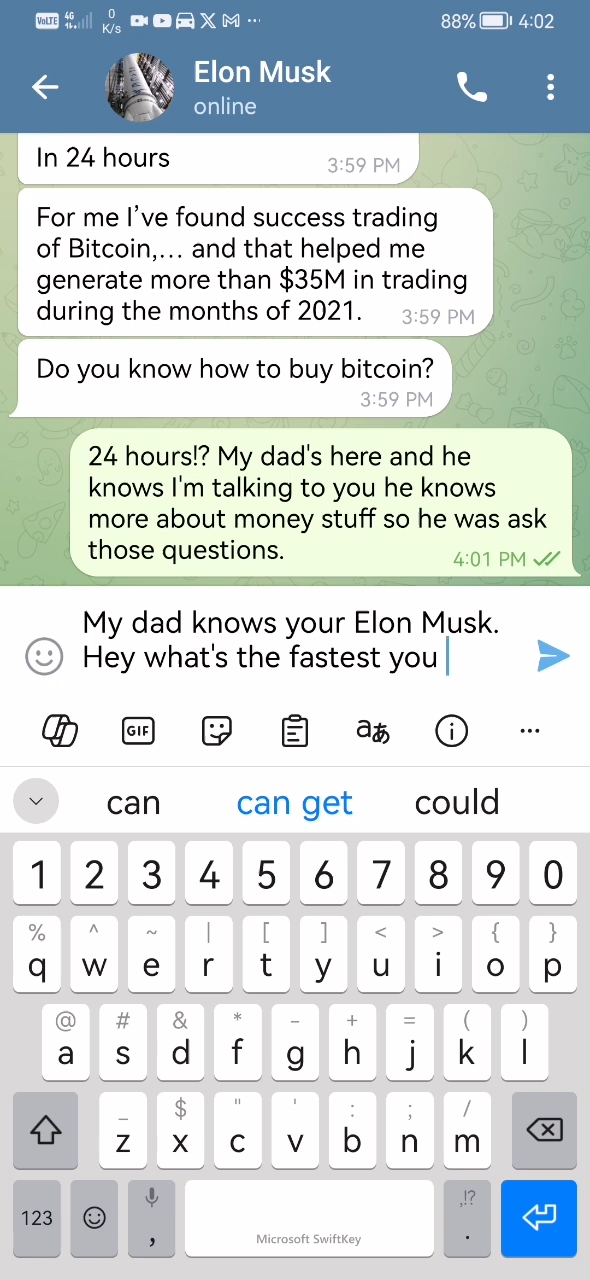 VoLTE 4G 0 K/s 88% 4:02
Elon Musk
online
In 24 hours
3:59 PM
For me I’ve found success trading
of Bitcoin,... and that helped me
generate more than $35M in trading
during the months of 2021.
3:59 PM
Do you know how to buy bitcoin?
3:59 PM
24 hours!? My dad's here and he
knows I'm talking to you he knows
more about money stuff so he was ask
those questions.
4:01 PM
My dad knows your Elon Musk.
Hey what's the fastest you
GIF aあ
can can get could
1 2 3 4 5 6 7 8 9 0
% ^ ~ | [ ] < > { }
q w e r t y u i o p
@ # & * - + = ( )
a s d f g h j k l
_ $ " ' : ; /
z x c v b n m
,!?
123 , .
Microsoft SwiftKey